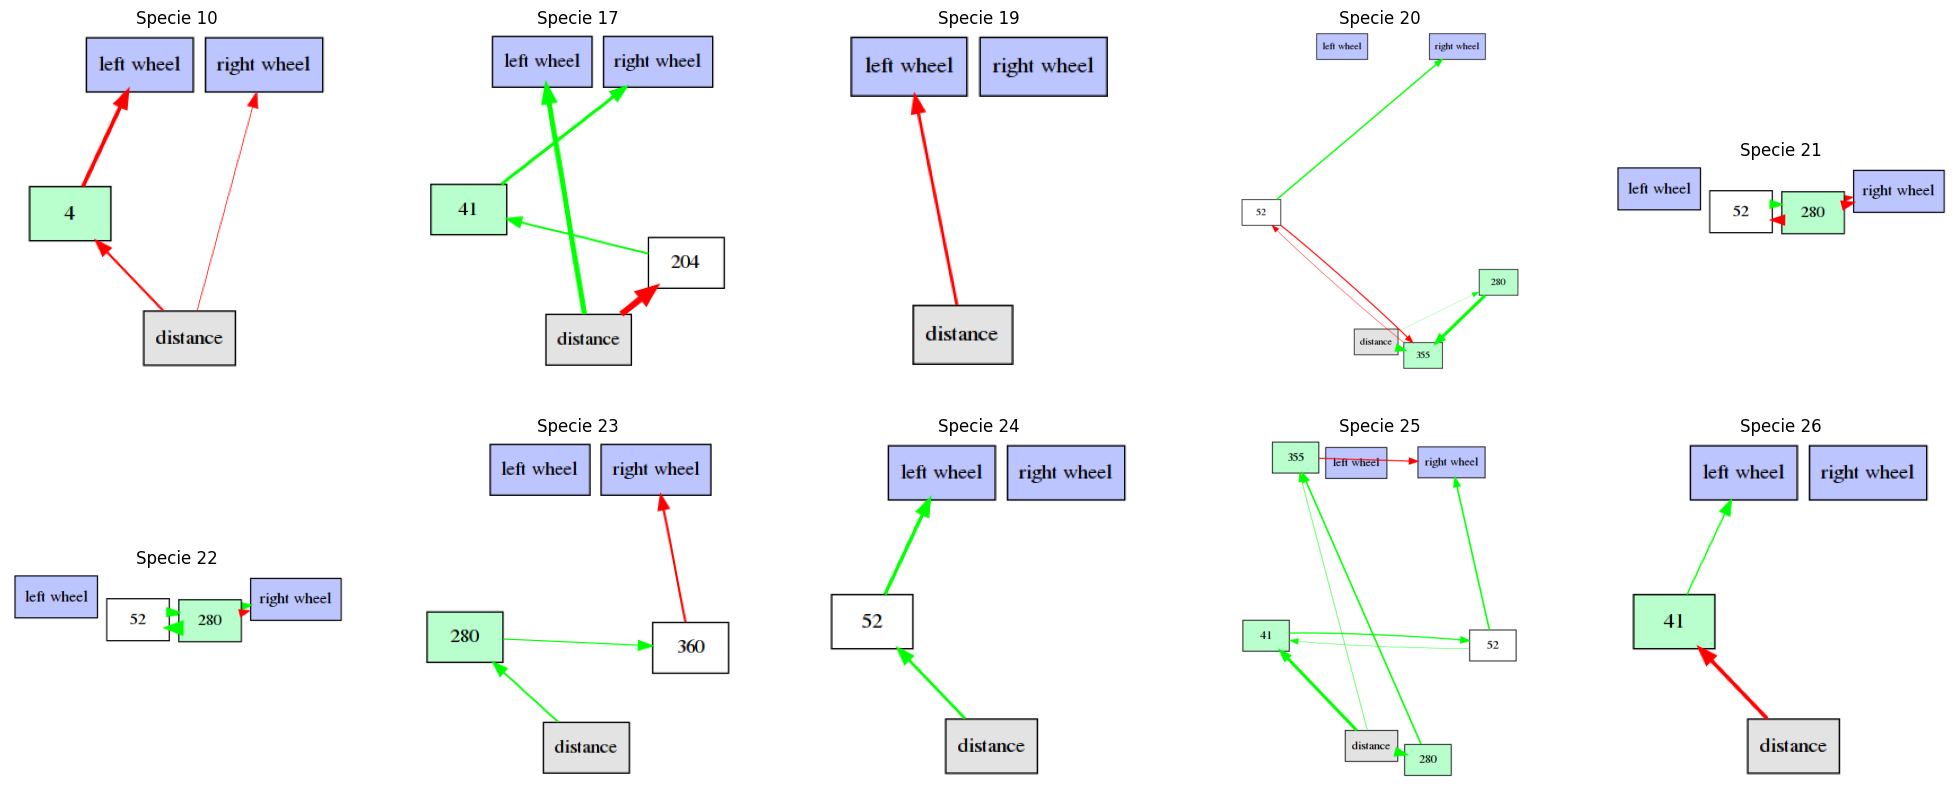 Specie 10
left wheel
right wheel
4
distance
Specie 17
left wheel
right wheel
41
204
distance
Specie 19
left wheel
right wheel
distance
Specie 20
left wheel
right wheel
52
280
distance
355
Specie 21
left wheel
52
280
right wheel
Specie 22
left wheel
52
280
right wheel
Specie 23
left wheel
right wheel
280
360
distance
Specie 24
left wheel
right wheel
52
distance
Specie 25
355
left wheel
right wheel
41
52
distance
280
Specie 26
left wheel
right wheel
41
distance